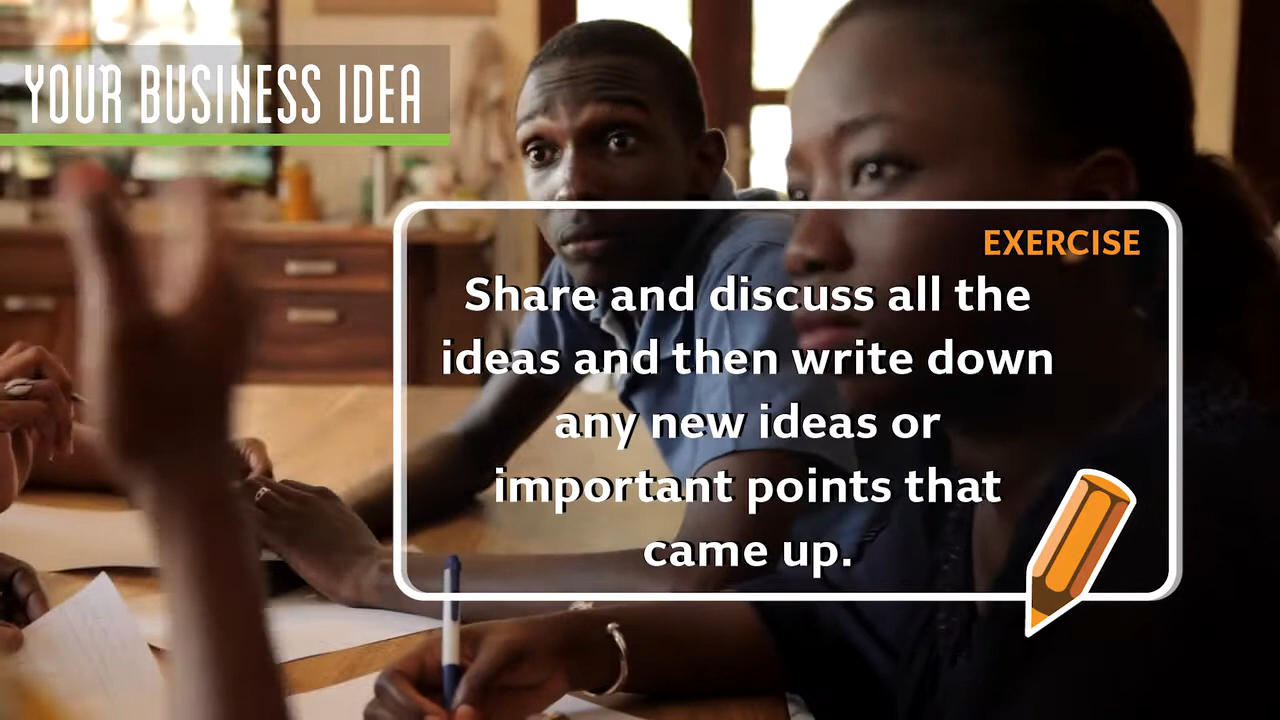 YOUR BUSINESS IDEA
EXERCISE
Share and discuss all the
ideas and then write down
any new ideas or
important points that
came up.